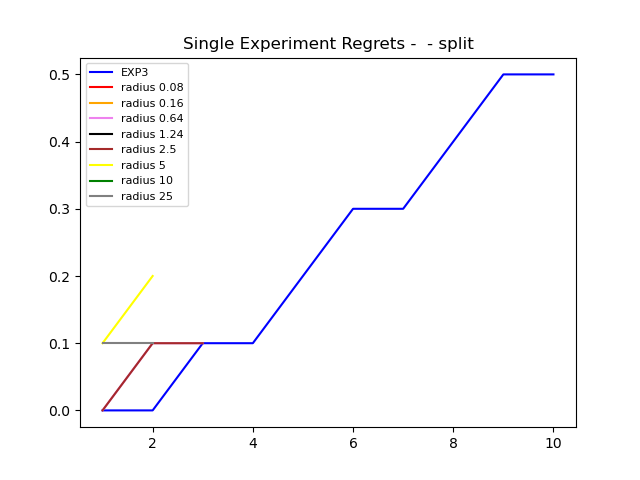 Single Experiment Regrets -  - split
EXP3
radius 0.08
radius 0.16
radius 0.64
radius 1.24
radius 2.5
radius 5
radius 10
radius 25
0.5
0.4
0.3
0.2
0.1
0.0
2 4 6 8 10